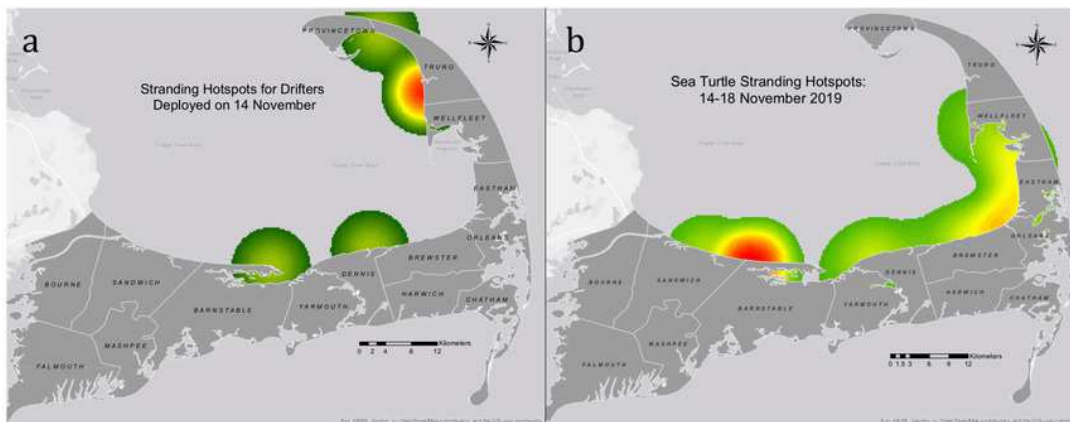 a
Stranding Hotspots for Drifters
Deployed on 14 November
PROVINCETOWN
TRURO
WELLFLEET
EASTHAM
ORLEANS
BREWSTER
DENNIS
HARWICH
CHATHAM
YARMOUTH
BARNSTABLE
SANDWICH
BOURNE
MASHPEE
FALMOUTH
Kilometers
0 2 4 8 12
b
Sea Turtle Stranding Hotspots:
14-18 November 2019
PROVINCETOWN
TRURO
WELLFLEET
EASTHAM
ORLEANS
BREWSTER
DENNIS
HARWICH
CHATHAM
YARMOUTH
BARNSTABLE
SANDWICH
BOURNE
MASHPEE
FALMOUTH
Kilometers
0 1.5 3 6 9 12